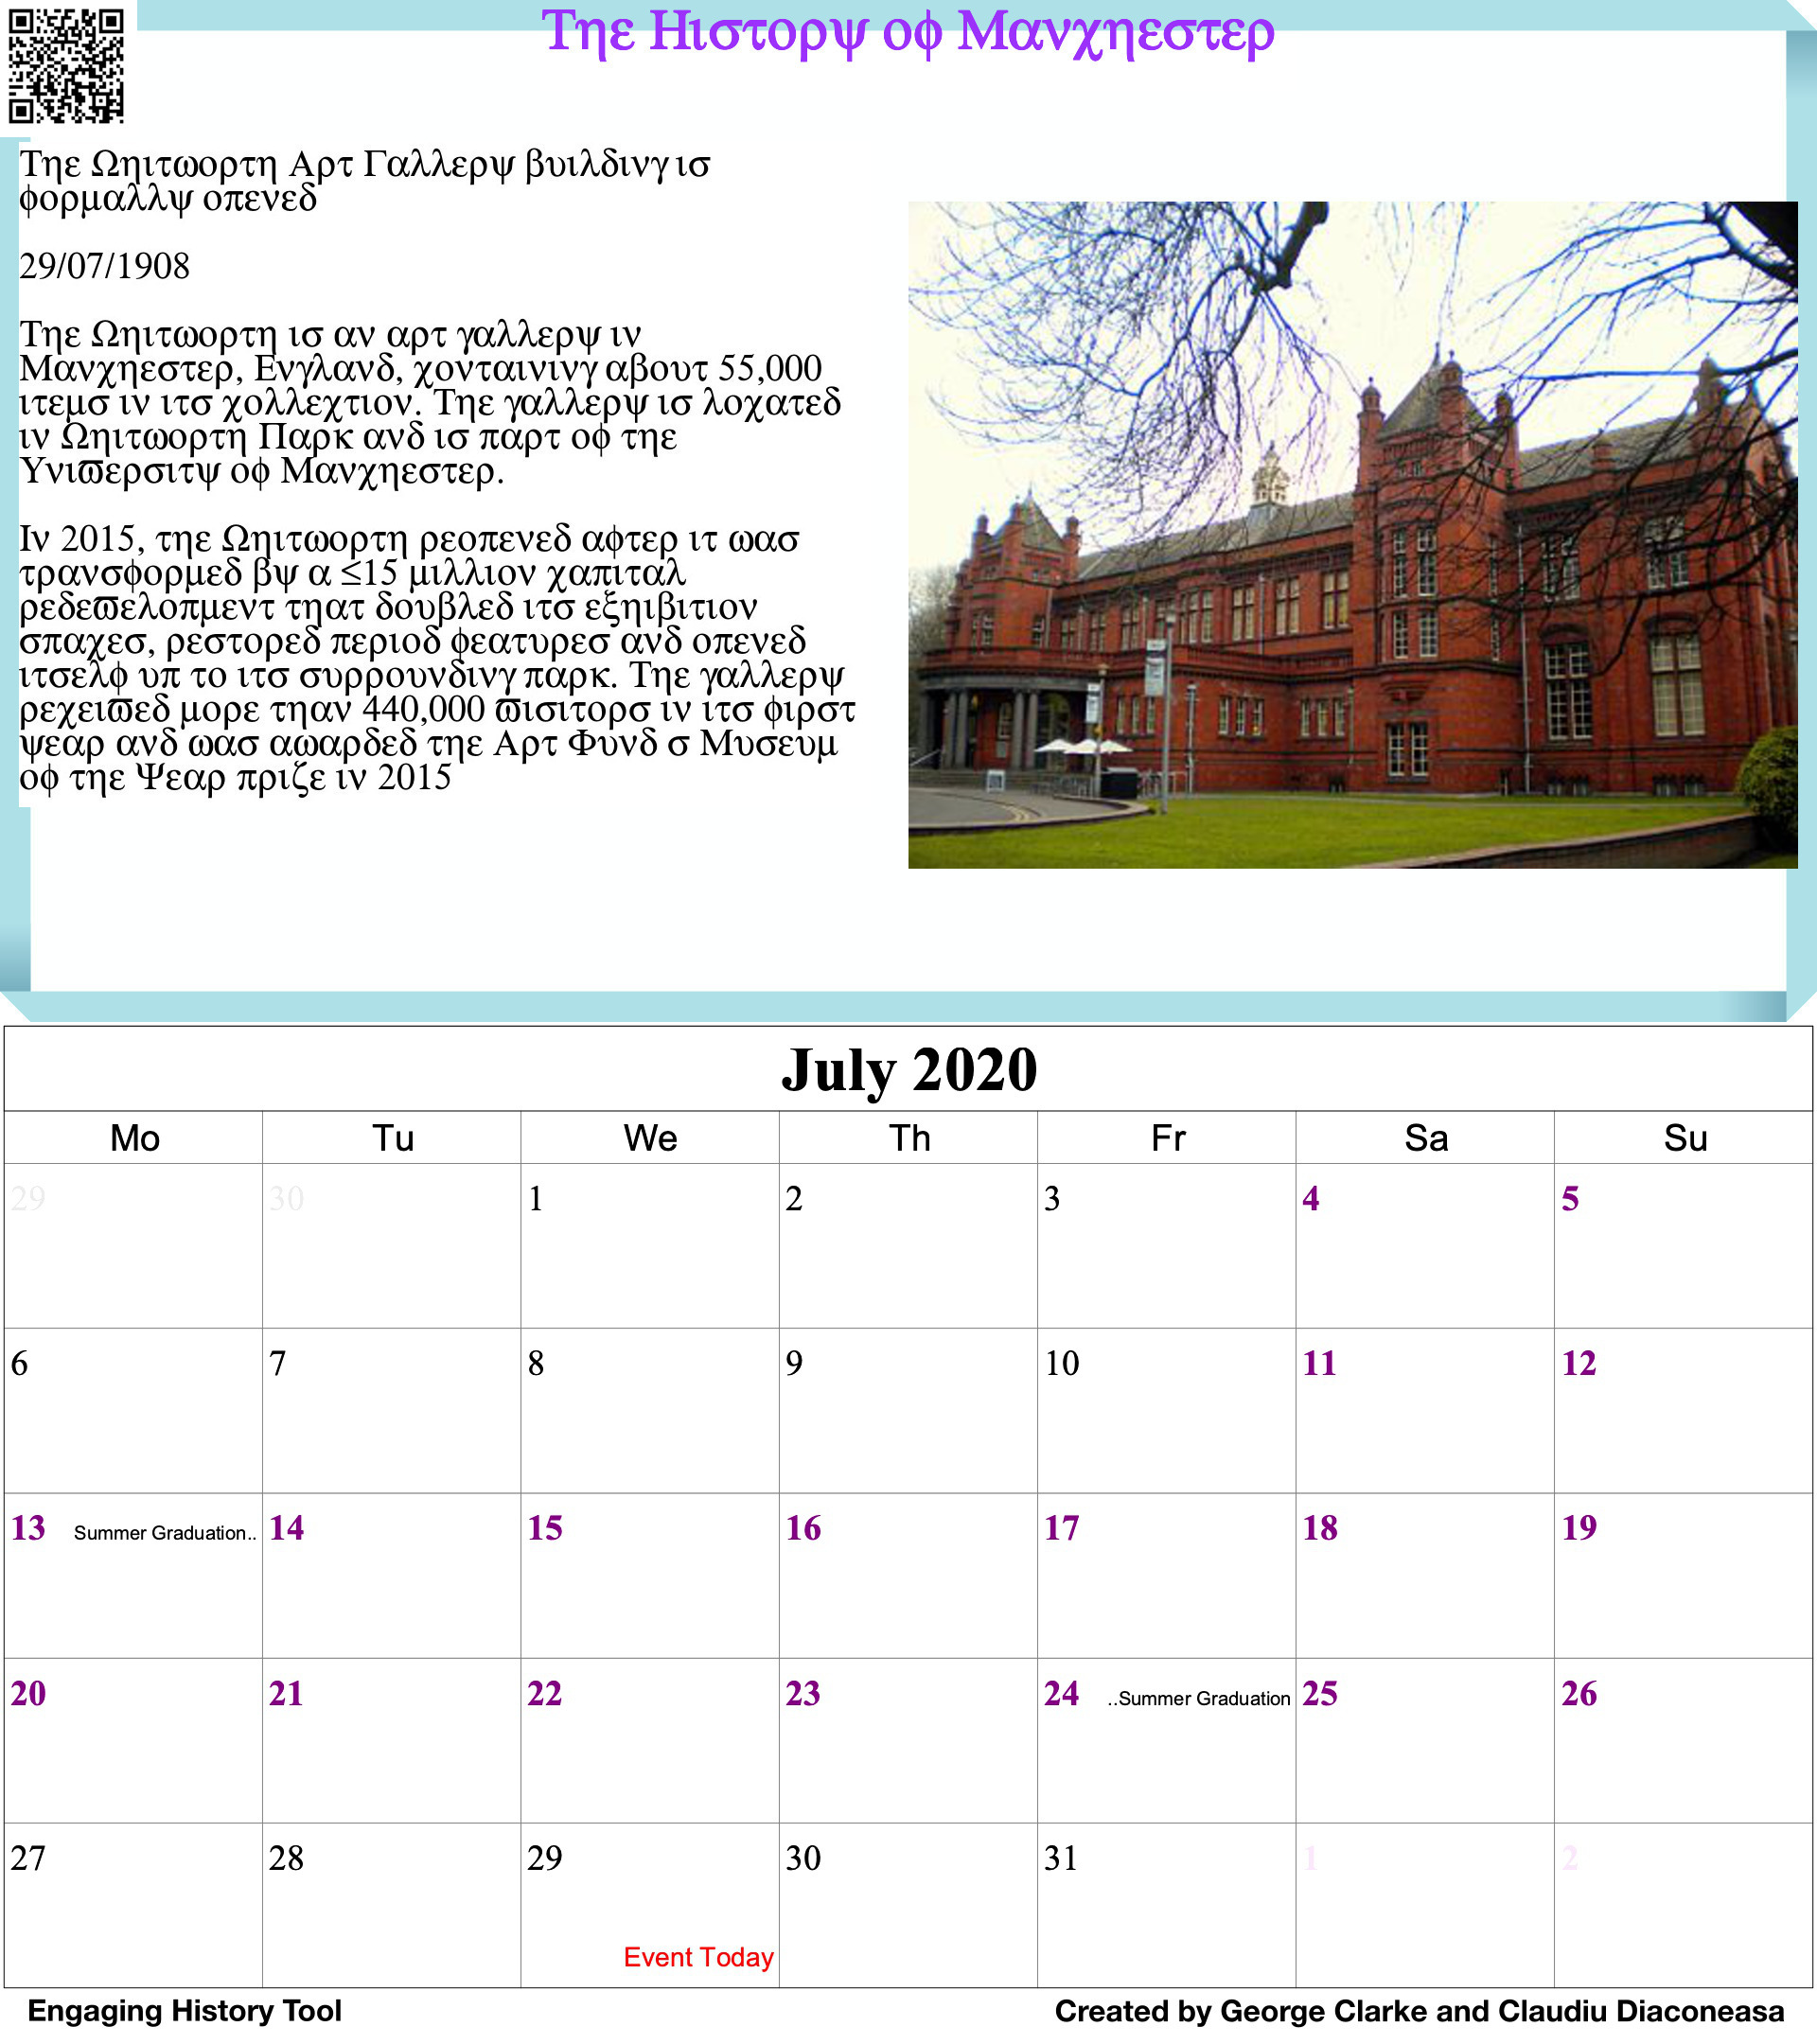 Τηε Ηιστορψ οφ Μανχηεστερ
Τηε Ωηιτωορτη Αρτ Γαλλερψ βυιλδινγ ισ
φορμαλλψ οπενεδ
29/07/1908
Τηε Ωηιτωορτη ισ αν αρτ γαλλερψ ιν
Μανχηεστερ, Ενγλανδ, χονταινινγ αβουτ 55,000
ιτεμσ ιν ιτσ χολλεχτιον. Τηε γαλλερψ ισ λοχατεδ
ιν Ωηιτωορτη Παρκ ανδ ισ παρτ οφ τηε
Υνιϖερσιτψ οφ Μανχηεστερ.
Ιν 2015, τηε Ωηιτωορτη ρεοπενεδ αφτερ ιτ ωασ
τρανσφορμεδ βψ α ≤15 μιλλιον χαπιταλ
ρεδεϖελοπμεντ τηατ δουβλεδ ιτσ εξηιβιτιον
σπαχεσ, ρεστορεδ περιοδ φεατυρεσ ανδ οπενεδ
ιτσελφ υπ το ιτσ συρρουνδινγ παρκ. Τηε γαλλερψ
ρεχειϖεδ μορε τηαν 440,000 ϖισιτορσ ιν ιτσ φιρστ
ψεαρ ανδ ωασ αωαρδεδ τηε Αρτ Φυνδ σ Μυσευμ
οφ τηε Ψεαρ πριζε ιν 2015
July 2020
Mo Tu We Th Fr Sa Su
29 30 1 2 3 4 5
6 7 8 9 10 11 12
13 Summer Graduation.. 14 15 16 17 18 19
20 21 22 23 24 ..Summer Graduation 25 26
27 28 29 30 31 1 2
Event Today
Engaging History Tool Created by George Clarke and Claudiu Diaconeasa